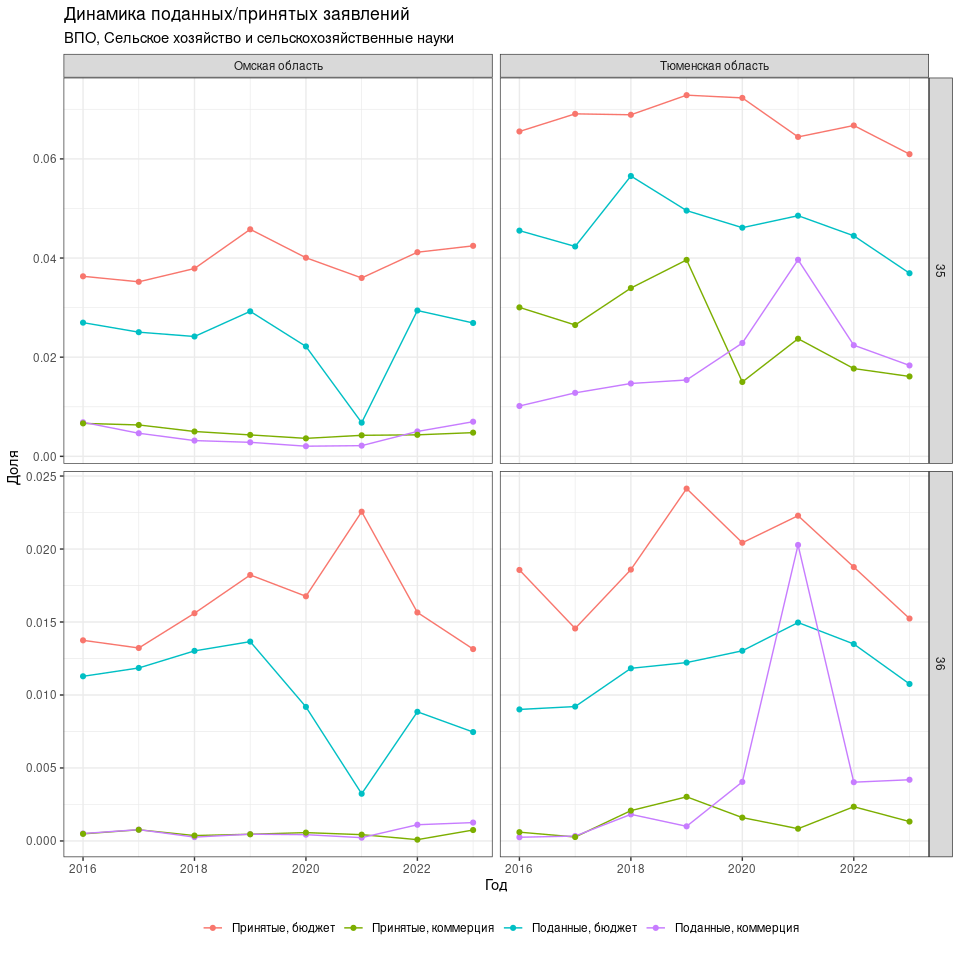 Динамика поданных/принятых заявлений
ВПО, Сельское хозяйство и сельскохозяйственные науки
Омская область
Тюменская область
0.06
0.04
0.02
0.00
35
Доля
0.025
0.020
0.015
0.010
0.005
0.000
36
2016 2018 2020 2022
2016 2018 2020 2022
Год
Принятые, бюджет Принятые, коммерция Поданные, бюджет Поданные, коммерция